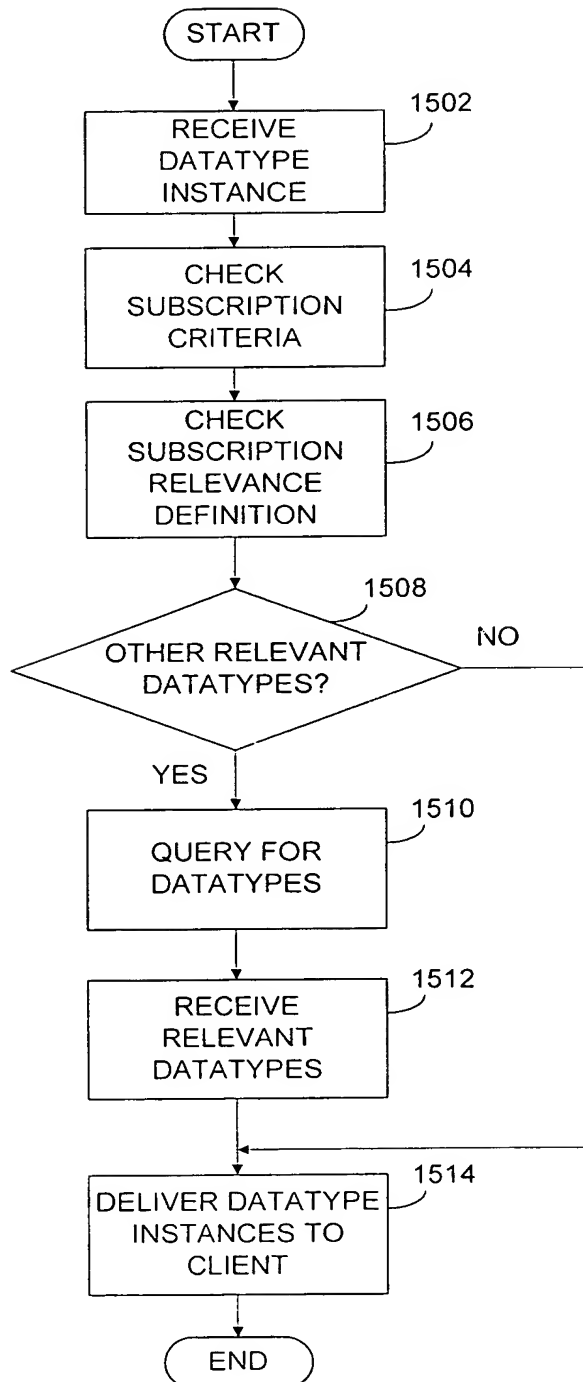 START
1502
RECEIVE
DATATYPE
INSTANCE
1504
CHECK
SUBSCRIPTION
CRITERIA
1506
CHECK
SUBSCRIPTION
RELEVANCE
DEFINITION
1508
OTHER RELEVANT
DATATYPES?
NO
YES
1510
QUERY FOR
DATATYPES
1512
RECEIVE
RELEVANT
DATATYPES
1514
DELIVER DATATYPE
INSTANCES TO
CLIENT
END